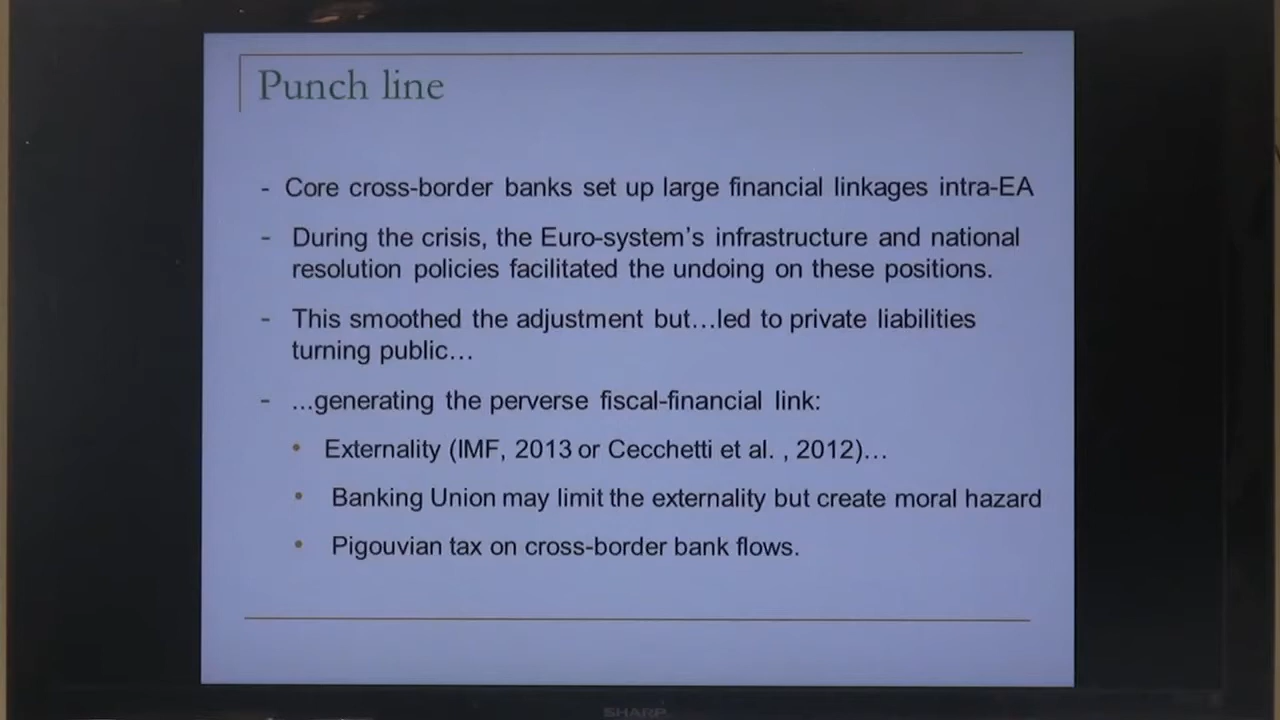 Punch line
- Core cross-border banks set up large financial linkages intra-EA
- During the crisis, the Euro-system's infrastructure and national
resolution policies facilitated the undoing on these positions.
- This smoothed the adjustment but…led to private liabilities
turning public…
- …generating the perverse fiscal-financial link:
• Externality (IMF, 2013 or Cecchetti et al. , 2012)…
• Banking Union may limit the externality but create moral hazard
• Pigouvian tax on cross-border bank flows.
SHARP